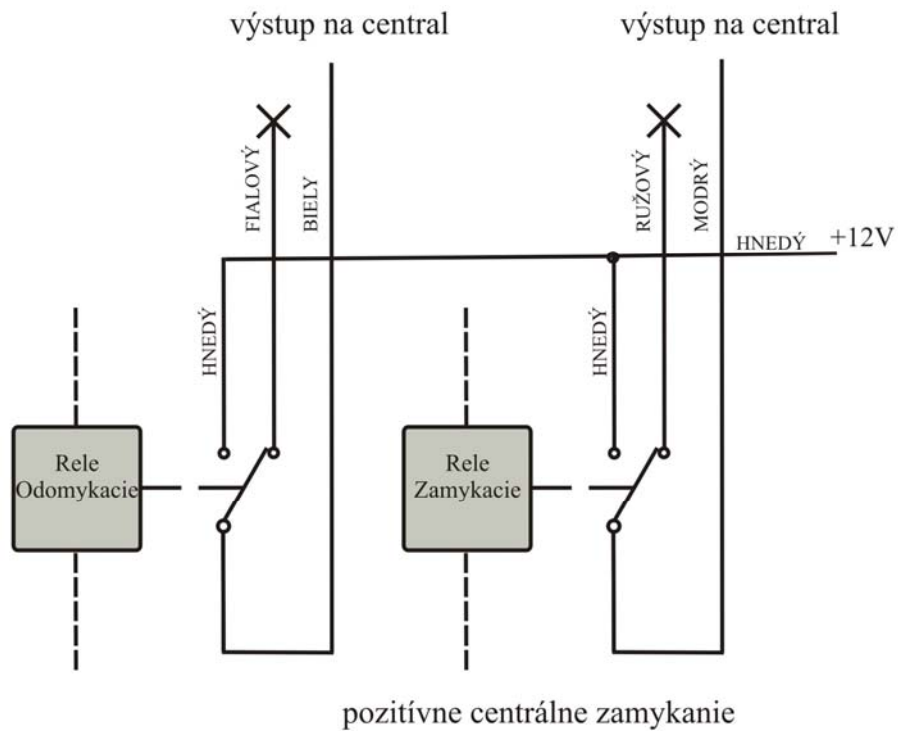 výstup na central
výstup na central
FIALOVÝ
BIELY
RUŽOVÝ
MODRÝ
HNEDÝ
+12V
HNEDÝ
HNEDÝ
Rele
Odomykacie
Rele
Zamykacie
pozitívne centrálne zamykanie